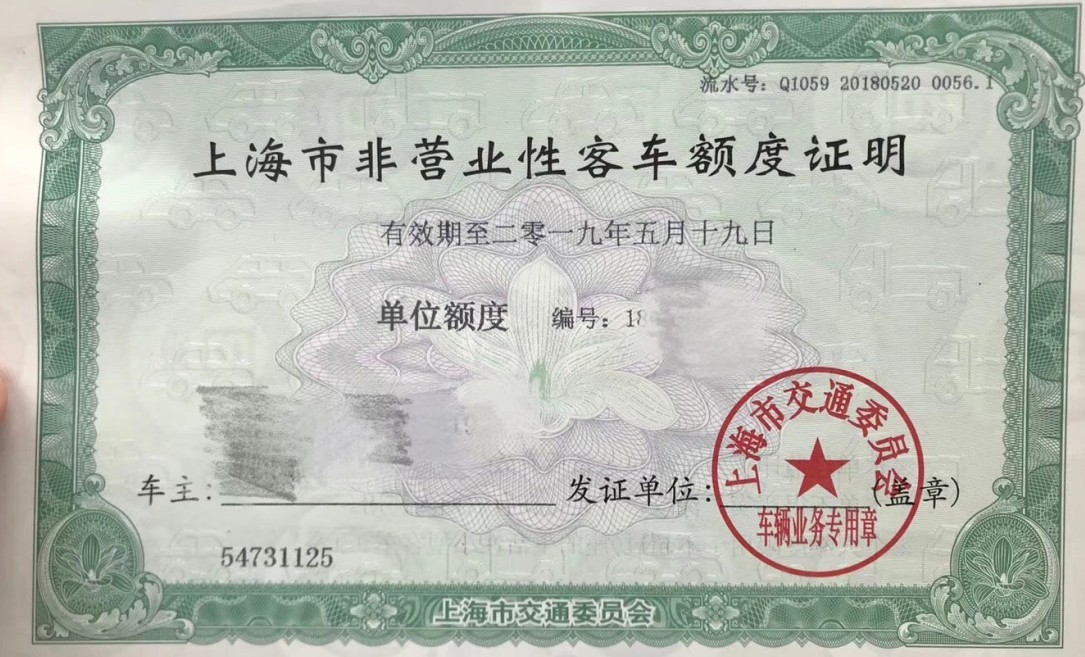 流水号: Q1059 20180520 0056.1
上海市非营业性客车额度证明
有效期至二零一九年五月十九日
单位额度 编号: 18
车主: 发证单位: (盖章)
上海市交通委员会
车辆业务专用章
54731125
上海市交通委员会